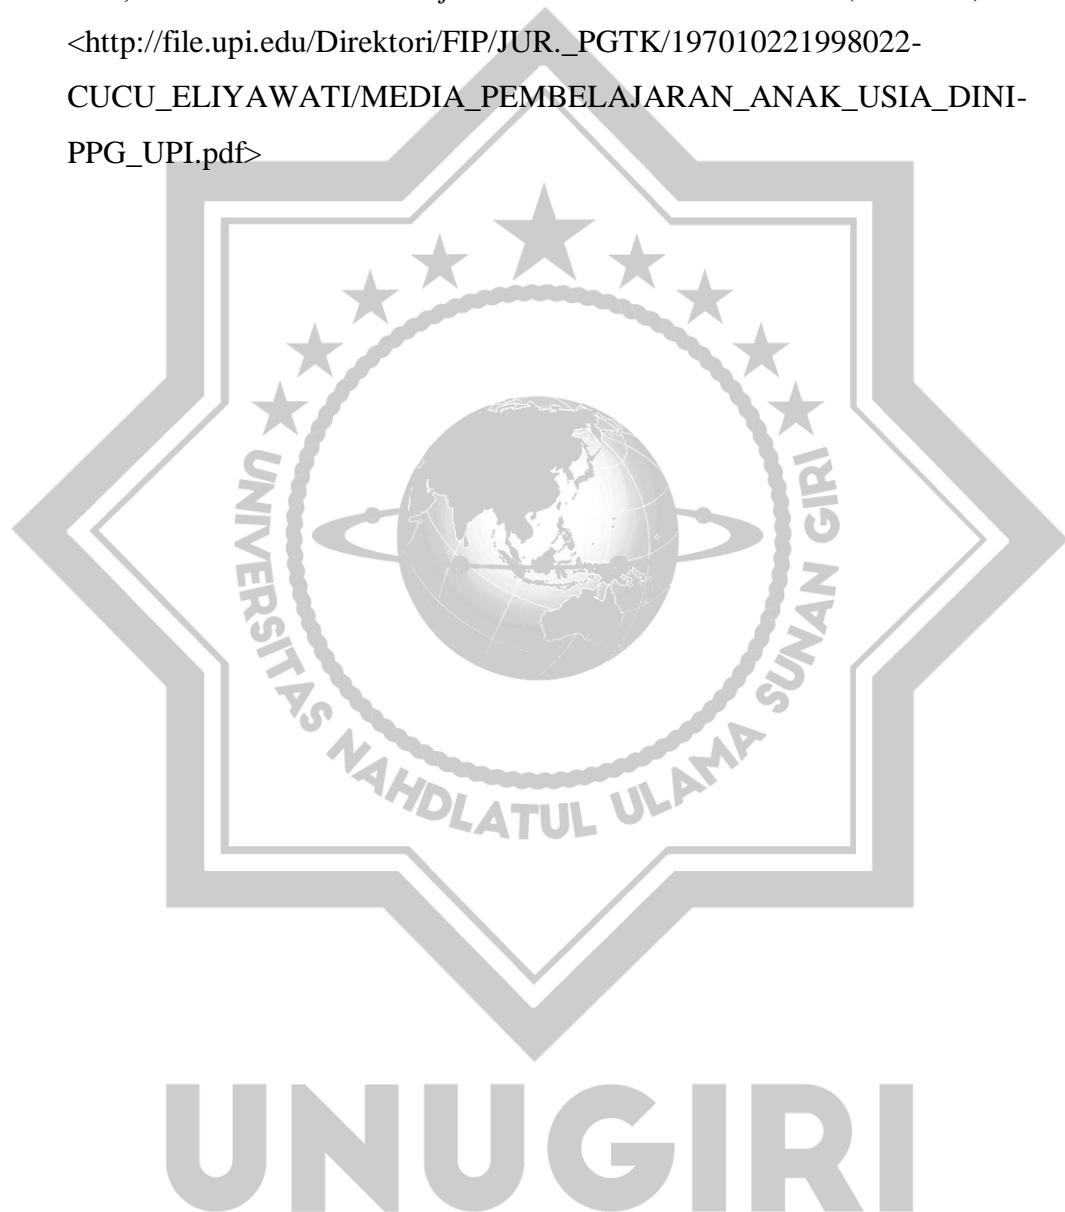 <http://file.upi.edu/Direktori/FIP/JUR._PGTK/197010221998022-
CUCU_ELIYAWATI/MEDIA_PEMBELAJARAN_ANAK_USIA_DINI-
PPG_UPI.pdf>
UNIVERSITAS NAHDLATUL ULAMA SUNAN GIRI
UNUGIRI